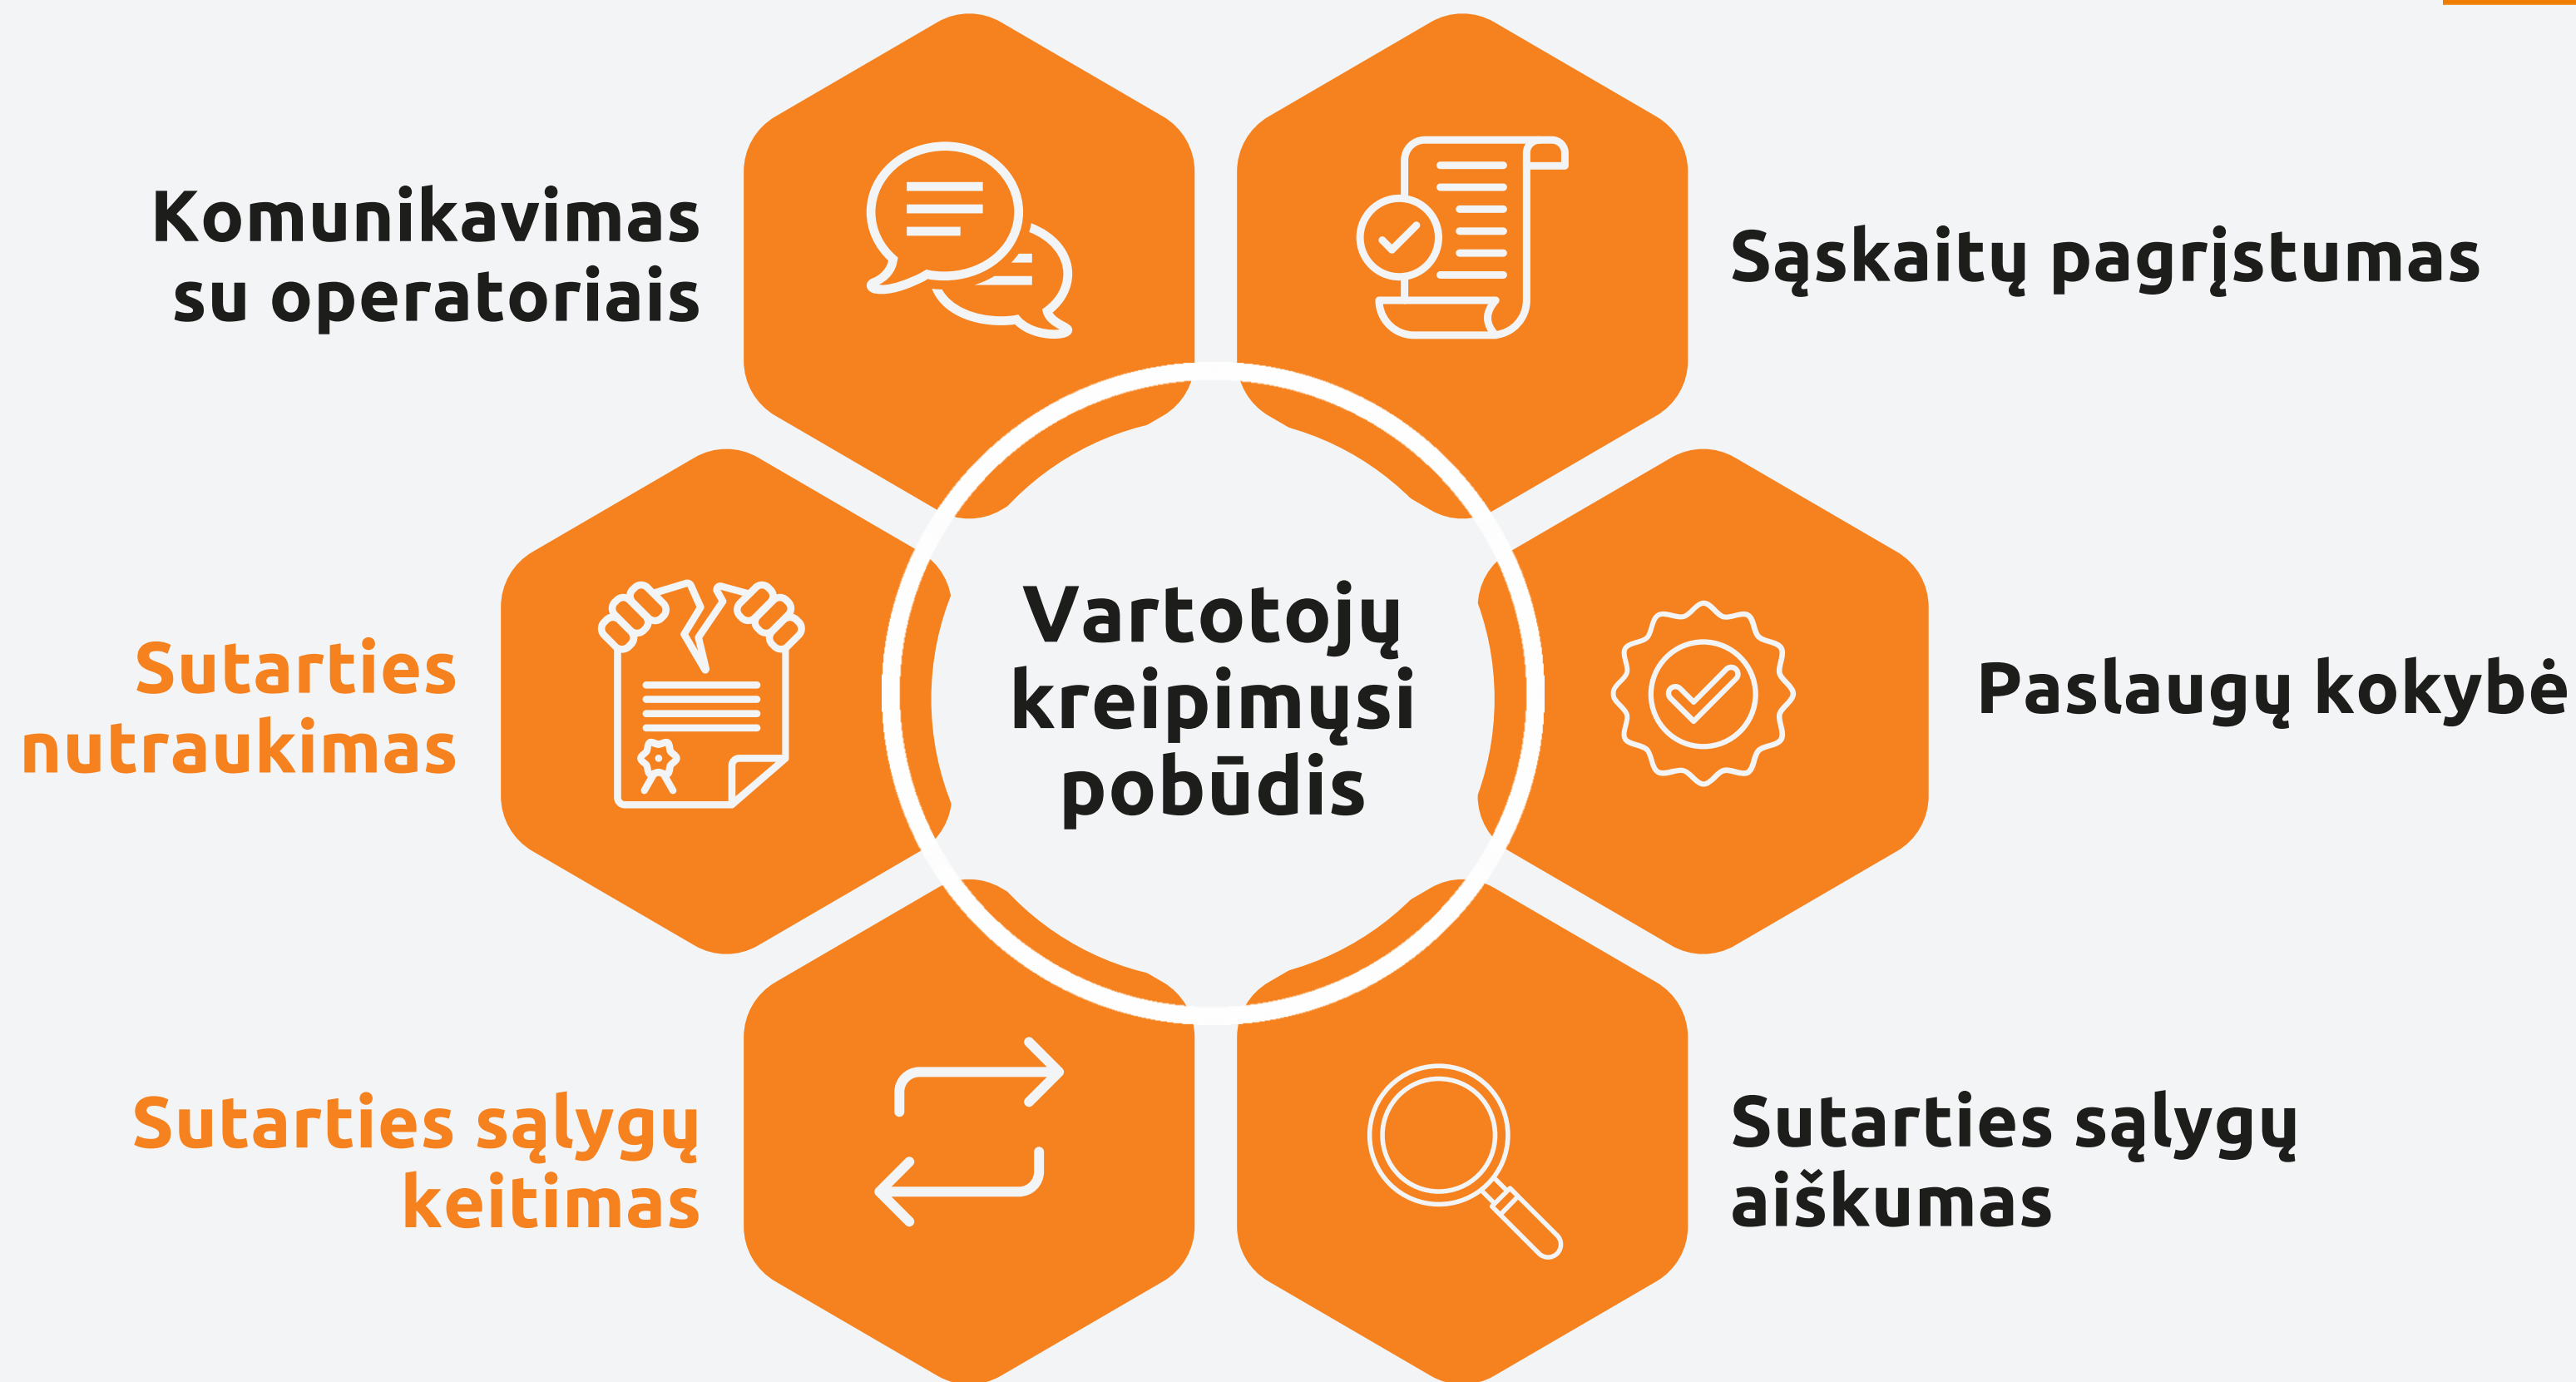 Komunikavimas
su operatoriais
Sąskaitų pagrįstumas
Vartotojų
kreipimųsi
pobūdis
Sutarties
nutraukimas
Paslaugų kokybė
Sutarties sąlygų
keitimas
Sutarties sąlygų
aiškumas